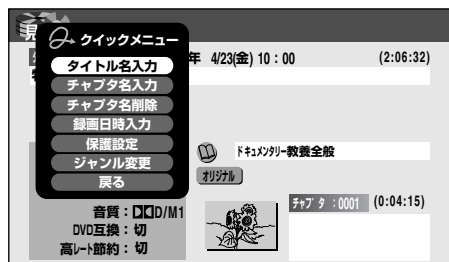 見
クイックメニュー
タイトル名入力
チャプタ名入力
チャプタ名削除
録画日時入力
保護設定
ジャンル変更
戻る
年 4/23(金) 10:00 (2:06:32)
ドキュメンタリー教養全般
オリジナル
チャプタ:0001 (0:04:15)
音質:DD D/M1
DVD互換:切
高レート節約:切